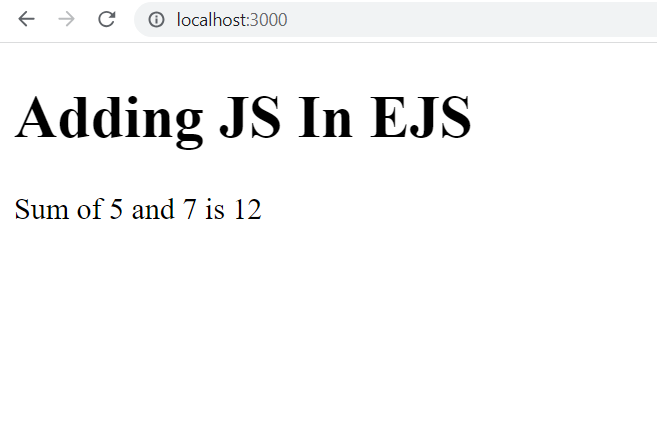 localhost:3000
Adding JS In EJS
Sum of 5 and 7 is 12